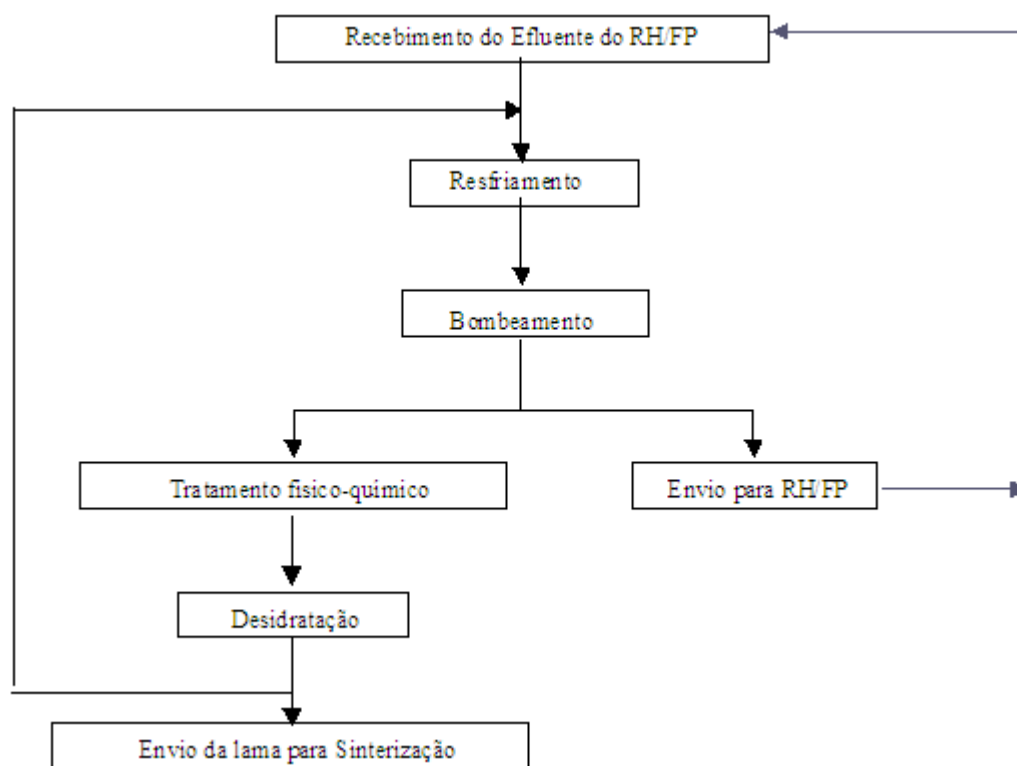 Recebimento do Efluente do RH/FP
Resfriamento
Bombeamento
Tratamento físico-químico
Envio para RH/FP
Desidratação
Envio da lama para Sinterização